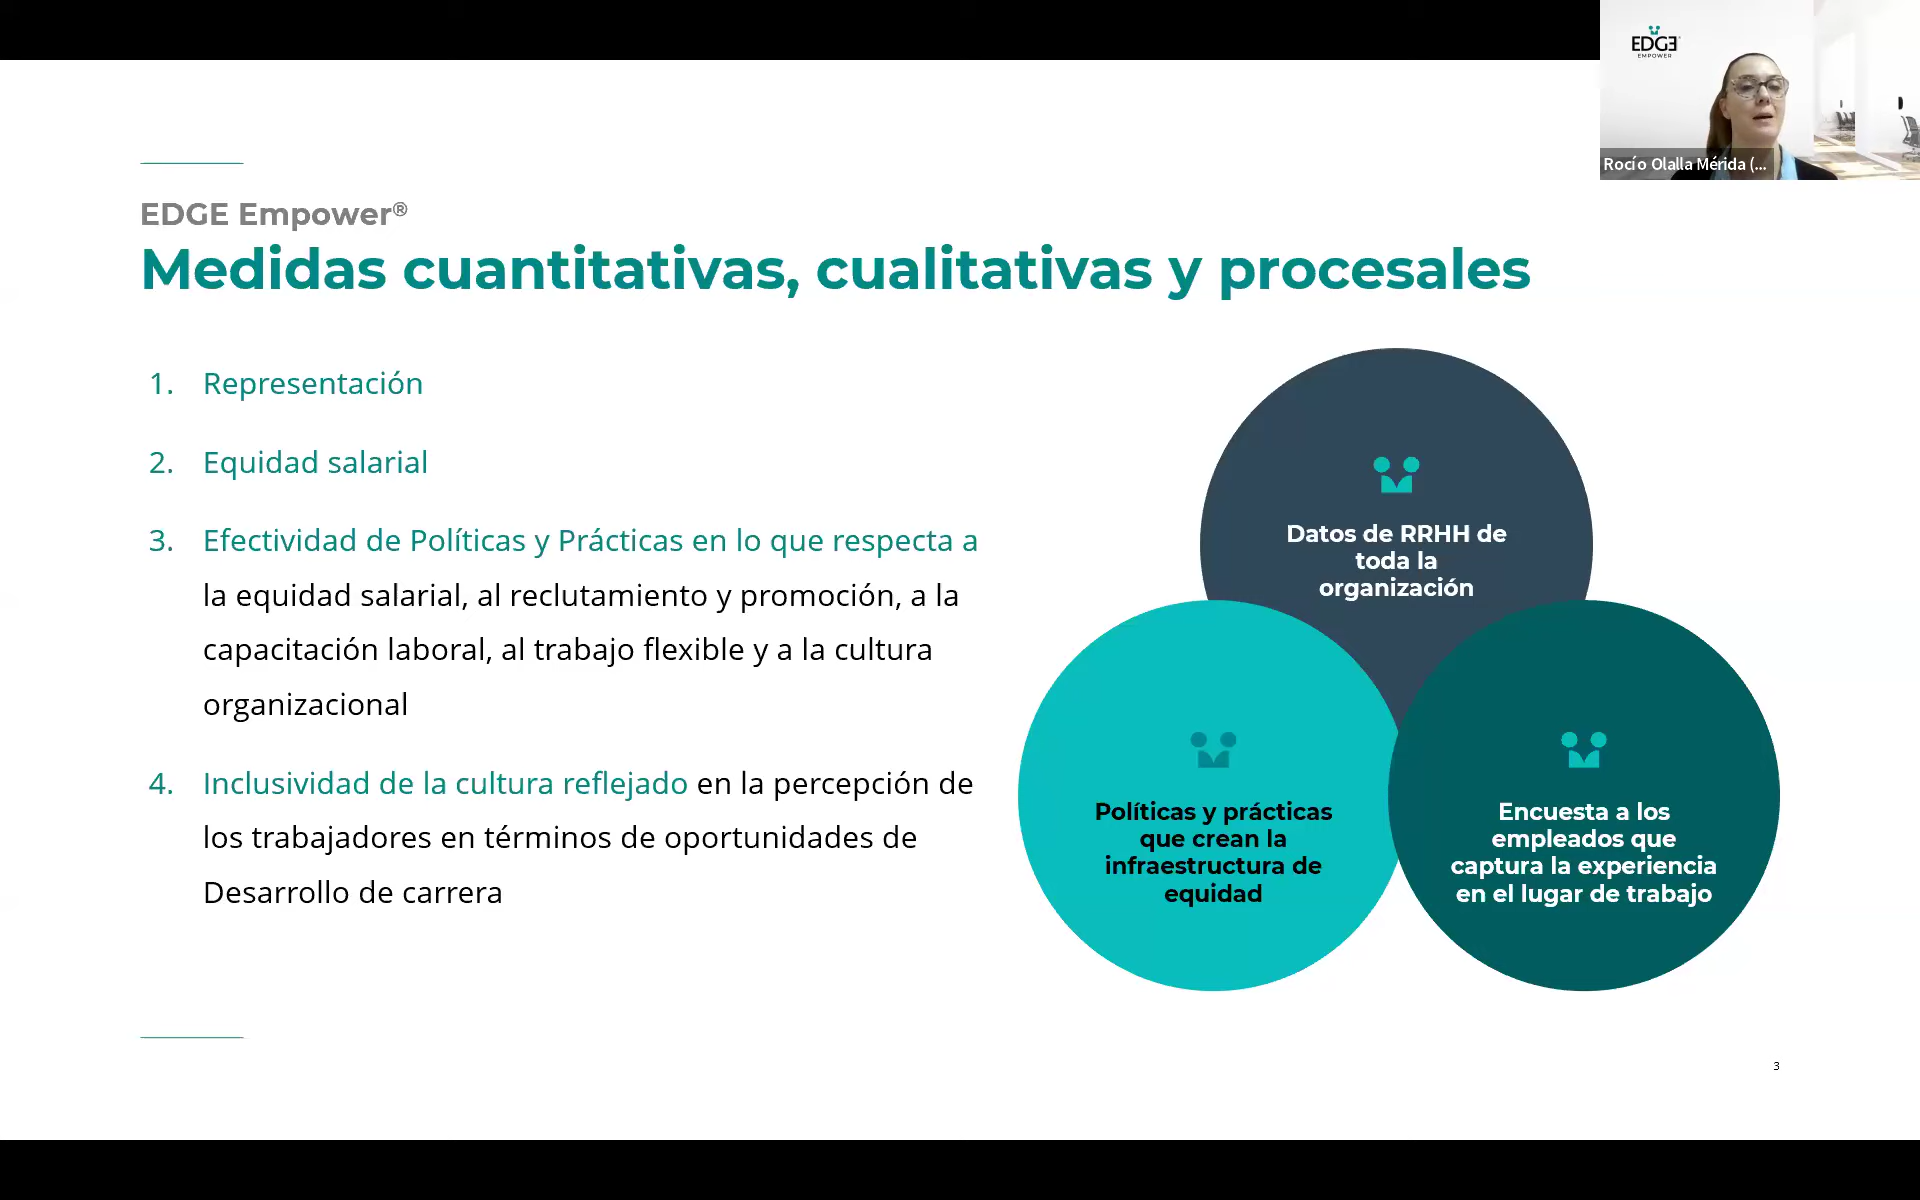 EDGE
EMPOWER
Rocío Olalla Mérida (...
EDGE Empower®
Medidas cuantitativas, cualitativas y procesales
1. Representación
2. Equidad salarial
3. Efectividad de Políticas y Prácticas en lo que respecta a
la equidad salarial, al reclutamiento y promoción, a la
capacitación laboral, al trabajo flexible y a la cultura
organizacional
4. Inclusividad de la cultura reflejado en la percepción de
los trabajadores en términos de oportunidades de
Desarrollo de carrera
Datos de RRHH de
toda la
organización
Políticas y prácticas
que crean la
infraestructura de
equidad
Encuesta a los
empleados que
captura la experiencia
en el lugar de trabajo
3